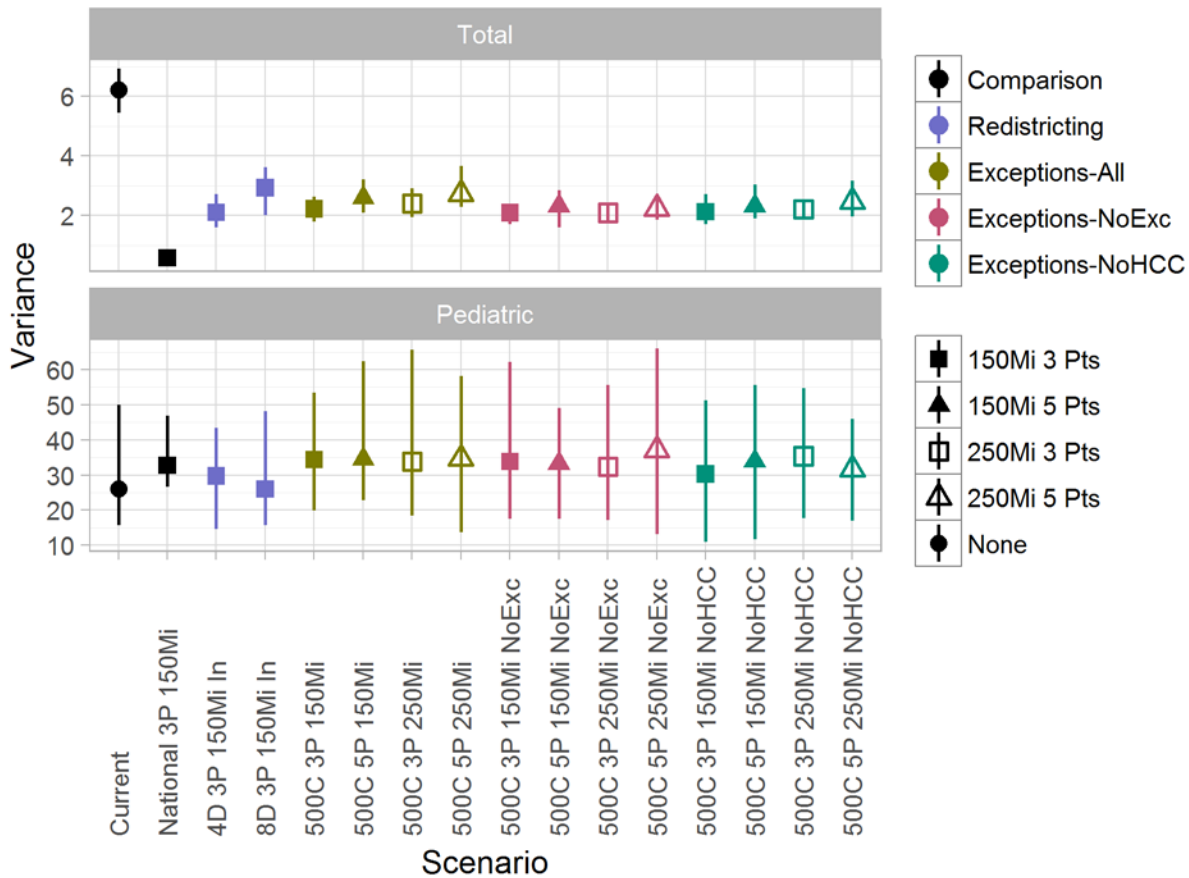 Total
6
4
2
Pediatric
60
50
40
30
20
10
Variance
Current
National 3P 150Mi
4D 3P 150Mi In
8D 3P 150Mi In
500C 3P 150Mi
500C 5P 150Mi
500C 3P 250Mi
500C 5P 250Mi
500C 3P 150Mi NoExc
500C 5P 150Mi NoExc
500C 3P 250Mi NoExc
500C 5P 250Mi NoExc
500C 3P 150Mi NoHCC
500C 5P 150Mi NoHCC
500C 3P 250Mi NoHCC
500C 5P 250Mi NoHCC
Scenario
Comparison
Redistricting
Exceptions-All
Exceptions-NoExc
Exceptions-NoHCC
150Mi 3 Pts
150Mi 5 Pts
250Mi 3 Pts
250Mi 5 Pts
None